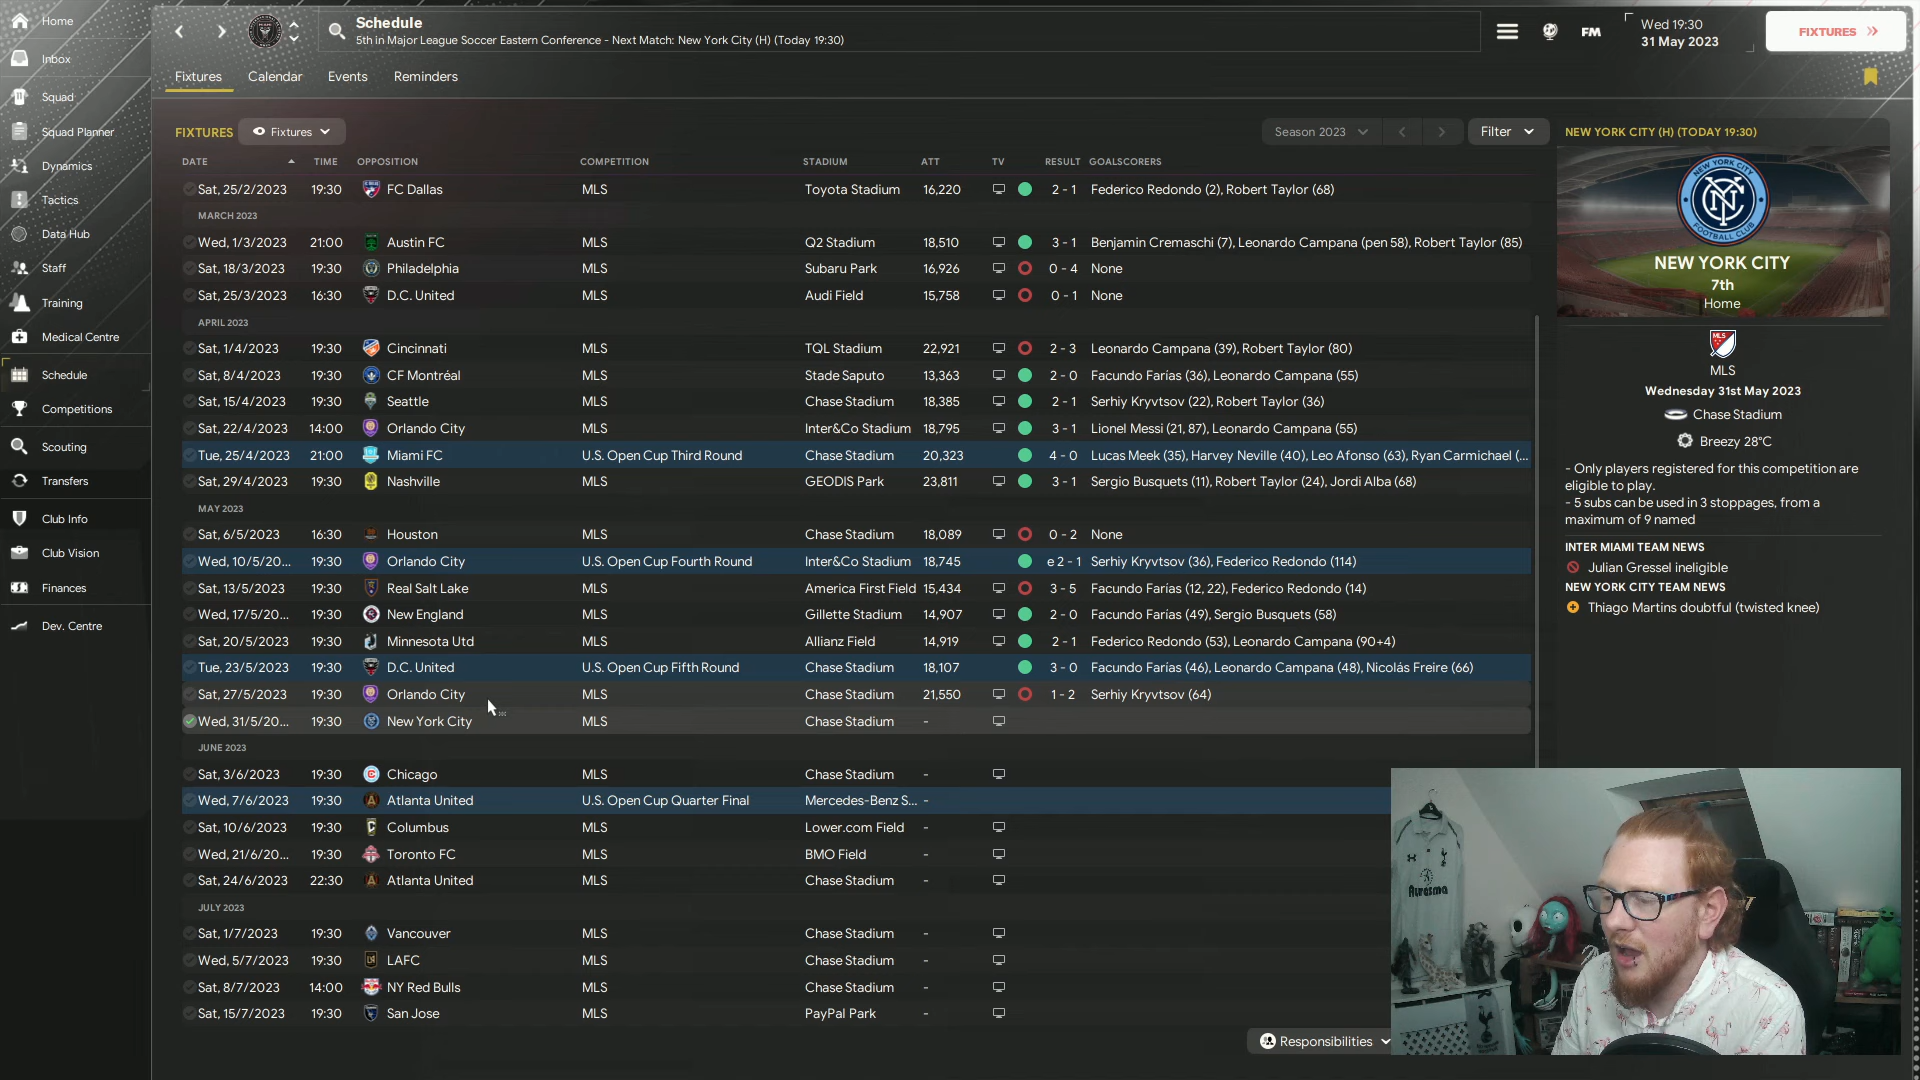 Home
Inbox
Squad
Squad Planner
Dynamics
Tactics
Data Hub
Staff
Training
Medical Centre
Schedule
Competitions
Scouting
Transfers
Club Info
Club Vision
Finances
Dev. Centre
Schedule
5th in Major League Soccer Eastern Conference - Next Match: New York City (H) (Today 19:30)
FM
Wed 19:30
31 May 2023
FIXTURES
Fixtures Calendar Events Reminders
FIXTURES Fixtures Season 2023 Filter
DATE TIME OPPOSITION COMPETITION STADIUM ATT TV RESULT GOALSCORERS
Sat, 25/2/2023 19:30 FC Dallas MLS Toyota Stadium 16,220 2 - 1 Federico Redondo (2), Robert Taylor (68)
MARCH 2023
Wed, 1/3/2023 21:00 Austin FC MLS Q2 Stadium 18,510 3 - 1 Benjamin Cremaschi (7), Leonardo Campana (pen 58), Robert Taylor (85)
Sat, 18/3/2023 19:30 Philadelphia MLS Subaru Park 16,926 0 - 4 None
Sat, 25/3/2023 16:30 D.C. United MLS Audi Field 15,758 0 - 1 None
APRIL 2023
Sat, 1/4/2023 19:30 Cincinnati MLS TQL Stadium 22,921 2 - 3 Leonardo Campana (39), Robert Taylor (80)
Sat, 8/4/2023 19:30 CF Montréal MLS Stade Saputo 13,363 2 - 0 Facundo Farías (36), Leonardo Campana (55)
Sat, 15/4/2023 19:30 Seattle MLS Chase Stadium 18,385 2 - 1 Serhiy Kryvtsov (22), Robert Taylor (36)
Sat, 22/4/2023 14:00 Orlando City MLS Inter&Co Stadium 18,795 3 - 1 Lionel Messi (21, 87), Leonardo Campana (55)
Tue, 25/4/2023 21:00 Miami FC U.S. Open Cup Third Round Chase Stadium 20,323 4 - 0 Lucas Meek (35), Harvey Neville (40), Leo Afonso (63), Ryan Carmichael (...
Sat, 29/4/2023 19:30 Nashville MLS GEODIS Park 23,811 3 - 1 Sergio Busquets (11), Robert Taylor (24), Jordi Alba (68)
MAY 2023
Sat, 6/5/2023 16:30 Houston MLS Chase Stadium 18,089 0 - 2 None
Wed, 10/5/20... 19:30 Orlando City U.S. Open Cup Fourth Round Inter&Co Stadium 18,745 e 2 - 1 Serhiy Kryvtsov (36), Federico Redondo (114)
Sat, 13/5/2023 19:30 Real Salt Lake MLS America First Field 15,434 3 - 5 Facundo Farías (12, 22), Federico Redondo (14)
Wed, 17/5/20... 19:30 New England MLS Gillette Stadium 14,907 2 - 0 Facundo Farías (49), Sergio Busquets (58)
Sat, 20/5/2023 19:30 Minnesota Utd MLS Allianz Field 14,919 2 - 1 Federico Redondo (53), Leonardo Campana (90+4)
Tue, 23/5/2023 19:30 D.C. United U.S. Open Cup Fifth Round Chase Stadium 18,107 3 - 0 Facundo Farías (46), Leonardo Campana (48), Nicolás Freire (66)
Sat, 27/5/2023 19:30 Orlando City MLS Chase Stadium 21,550 1 - 2 Serhiy Kryvtsov (64)
Wed, 31/5/20... 19:30 New York City MLS Chase Stadium -
JUNE 2023
Sat, 3/6/2023 19:30 Chicago MLS Chase Stadium -
Wed, 7/6/2023 19:30 Atlanta United U.S. Open Cup Quarter Final Mercedes-Benz S... -
Sat, 10/6/2023 19:30 Columbus MLS Lower.com Field -
Wed, 21/6/20... 19:30 Toronto FC MLS BMO Field -
Sat, 24/6/2023 22:30 Atlanta United MLS Chase Stadium -
JULY 2023
Sat, 1/7/2023 19:30 Vancouver MLS Chase Stadium -
Wed, 5/7/2023 19:30 LAFC MLS Chase Stadium -
Sat, 8/7/2023 14:00 NY Red Bulls MLS Chase Stadium -
Sat, 15/7/2023 19:30 San Jose MLS PayPal Park -
Responsibilities
NEW YORK CITY (H) (TODAY 19:30)
NEW YORK CITY
7th
Home
MLS
Wednesday 31st May 2023
Chase Stadium
Breezy 28°C
- Only players registered for this competition are
eligible to play.
- 5 subs can be used in 3 stoppages, from a
maximum of 9 named
INTER MIAMI TEAM NEWS
Julian Gressel ineligible
NEW YORK CITY TEAM NEWS
Thiago Martins doubtful (twisted knee)